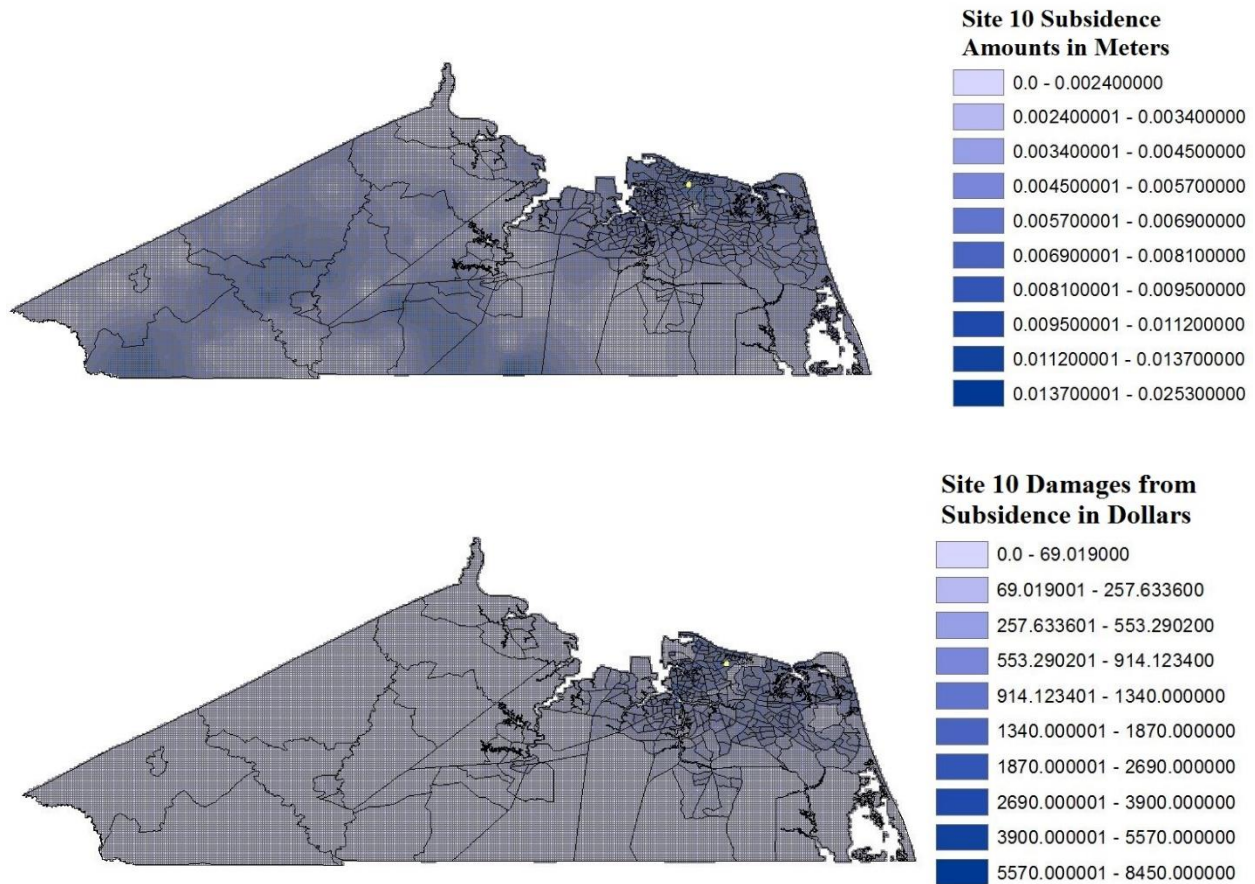 Site 10 Subsidence
Amounts in Meters
0.0 - 0.002400000
0.002400001 - 0.003400000
0.003400001 - 0.004500000
0.004500001 - 0.005700000
0.005700001 - 0.006900000
0.006900001 - 0.008100000
0.008100001 - 0.009500000
0.009500001 - 0.011200000
0.011200001 - 0.013700000
0.013700001 - 0.025300000
Site 10 Damages from
Subsidence in Dollars
0.0 - 69.019000
69.019001 - 257.633600
257.633601 - 553.290200
553.290201 - 914.123400
914.123401 - 1340.000000
1340.000001 - 1870.000000
1870.000001 - 2690.000000
2690.000001 - 3900.000000
3900.000001 - 5570.000000
5570.000001 - 8450.000000